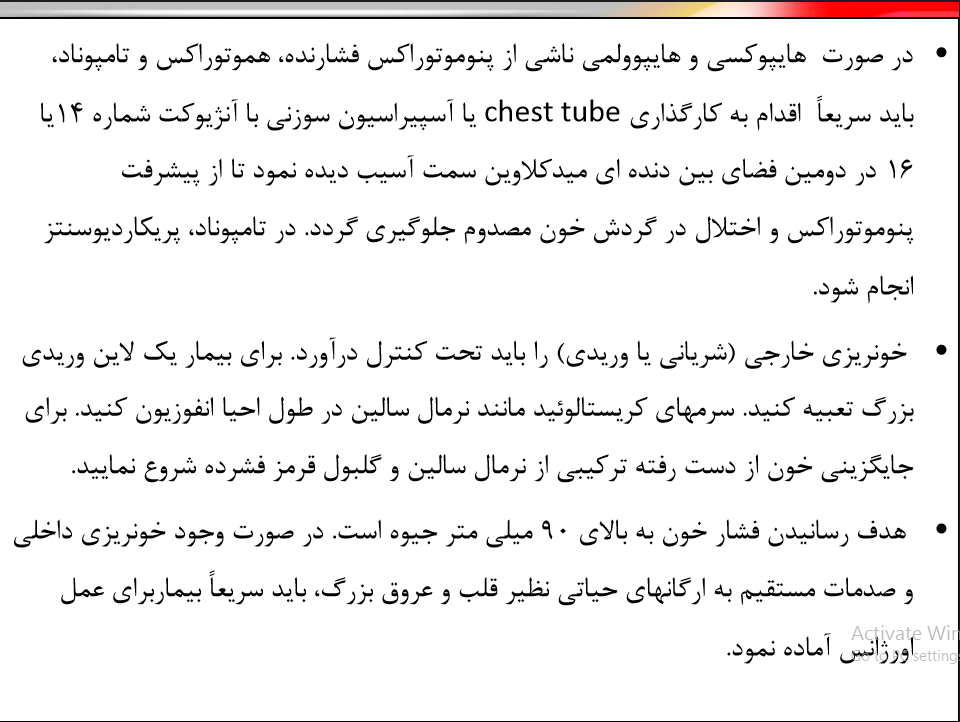 • در صورت هایپوکسی و هایپوولمی ناشی از پنوموتوراکس فشارنده، هموتوراکس و تامپوناد،
باید سریعاً اقدام به کارگذاری chest tube یا آسپیراسیون سوزنی با آنژیوکت شماره ۱۴یا
۱۶ در دومین فضای بین دنده ای میدکلاوین سمت آسیب دیده نمود تا از پیشرفت
پنوموتوراکس و اختلال در گردش خون مصدوم جلوگیری گردد. در تامپوناد، پریکاردیوسنتز
انجام شود.
• خونریزی خارجی (شریانی یا وریدی) را باید تحت کنترل درآورد. برای بیمار یک لاین وریدی
بزرگ تعبیه کنید. سرمهای کریستالوئید مانند نرمال سالین در طول احیا انفوزیون کنید. برای
جایگزینی خون از دست رفته ترکیبی از نرمال سالین و گلبول قرمز فشرده شروع نمایید.
• هدف رسانیدن فشار خون به بالای ۹۰ میلی متر جیوه است. در صورت وجود خونریزی داخلی
و صدمات مستقیم به ارگانهای حیاتی نظیر قلب و عروق بزرگ، باید سریعاً بیماربرای عمل
اورژانس آماده نمود.
Activate Win
Go to PC setting